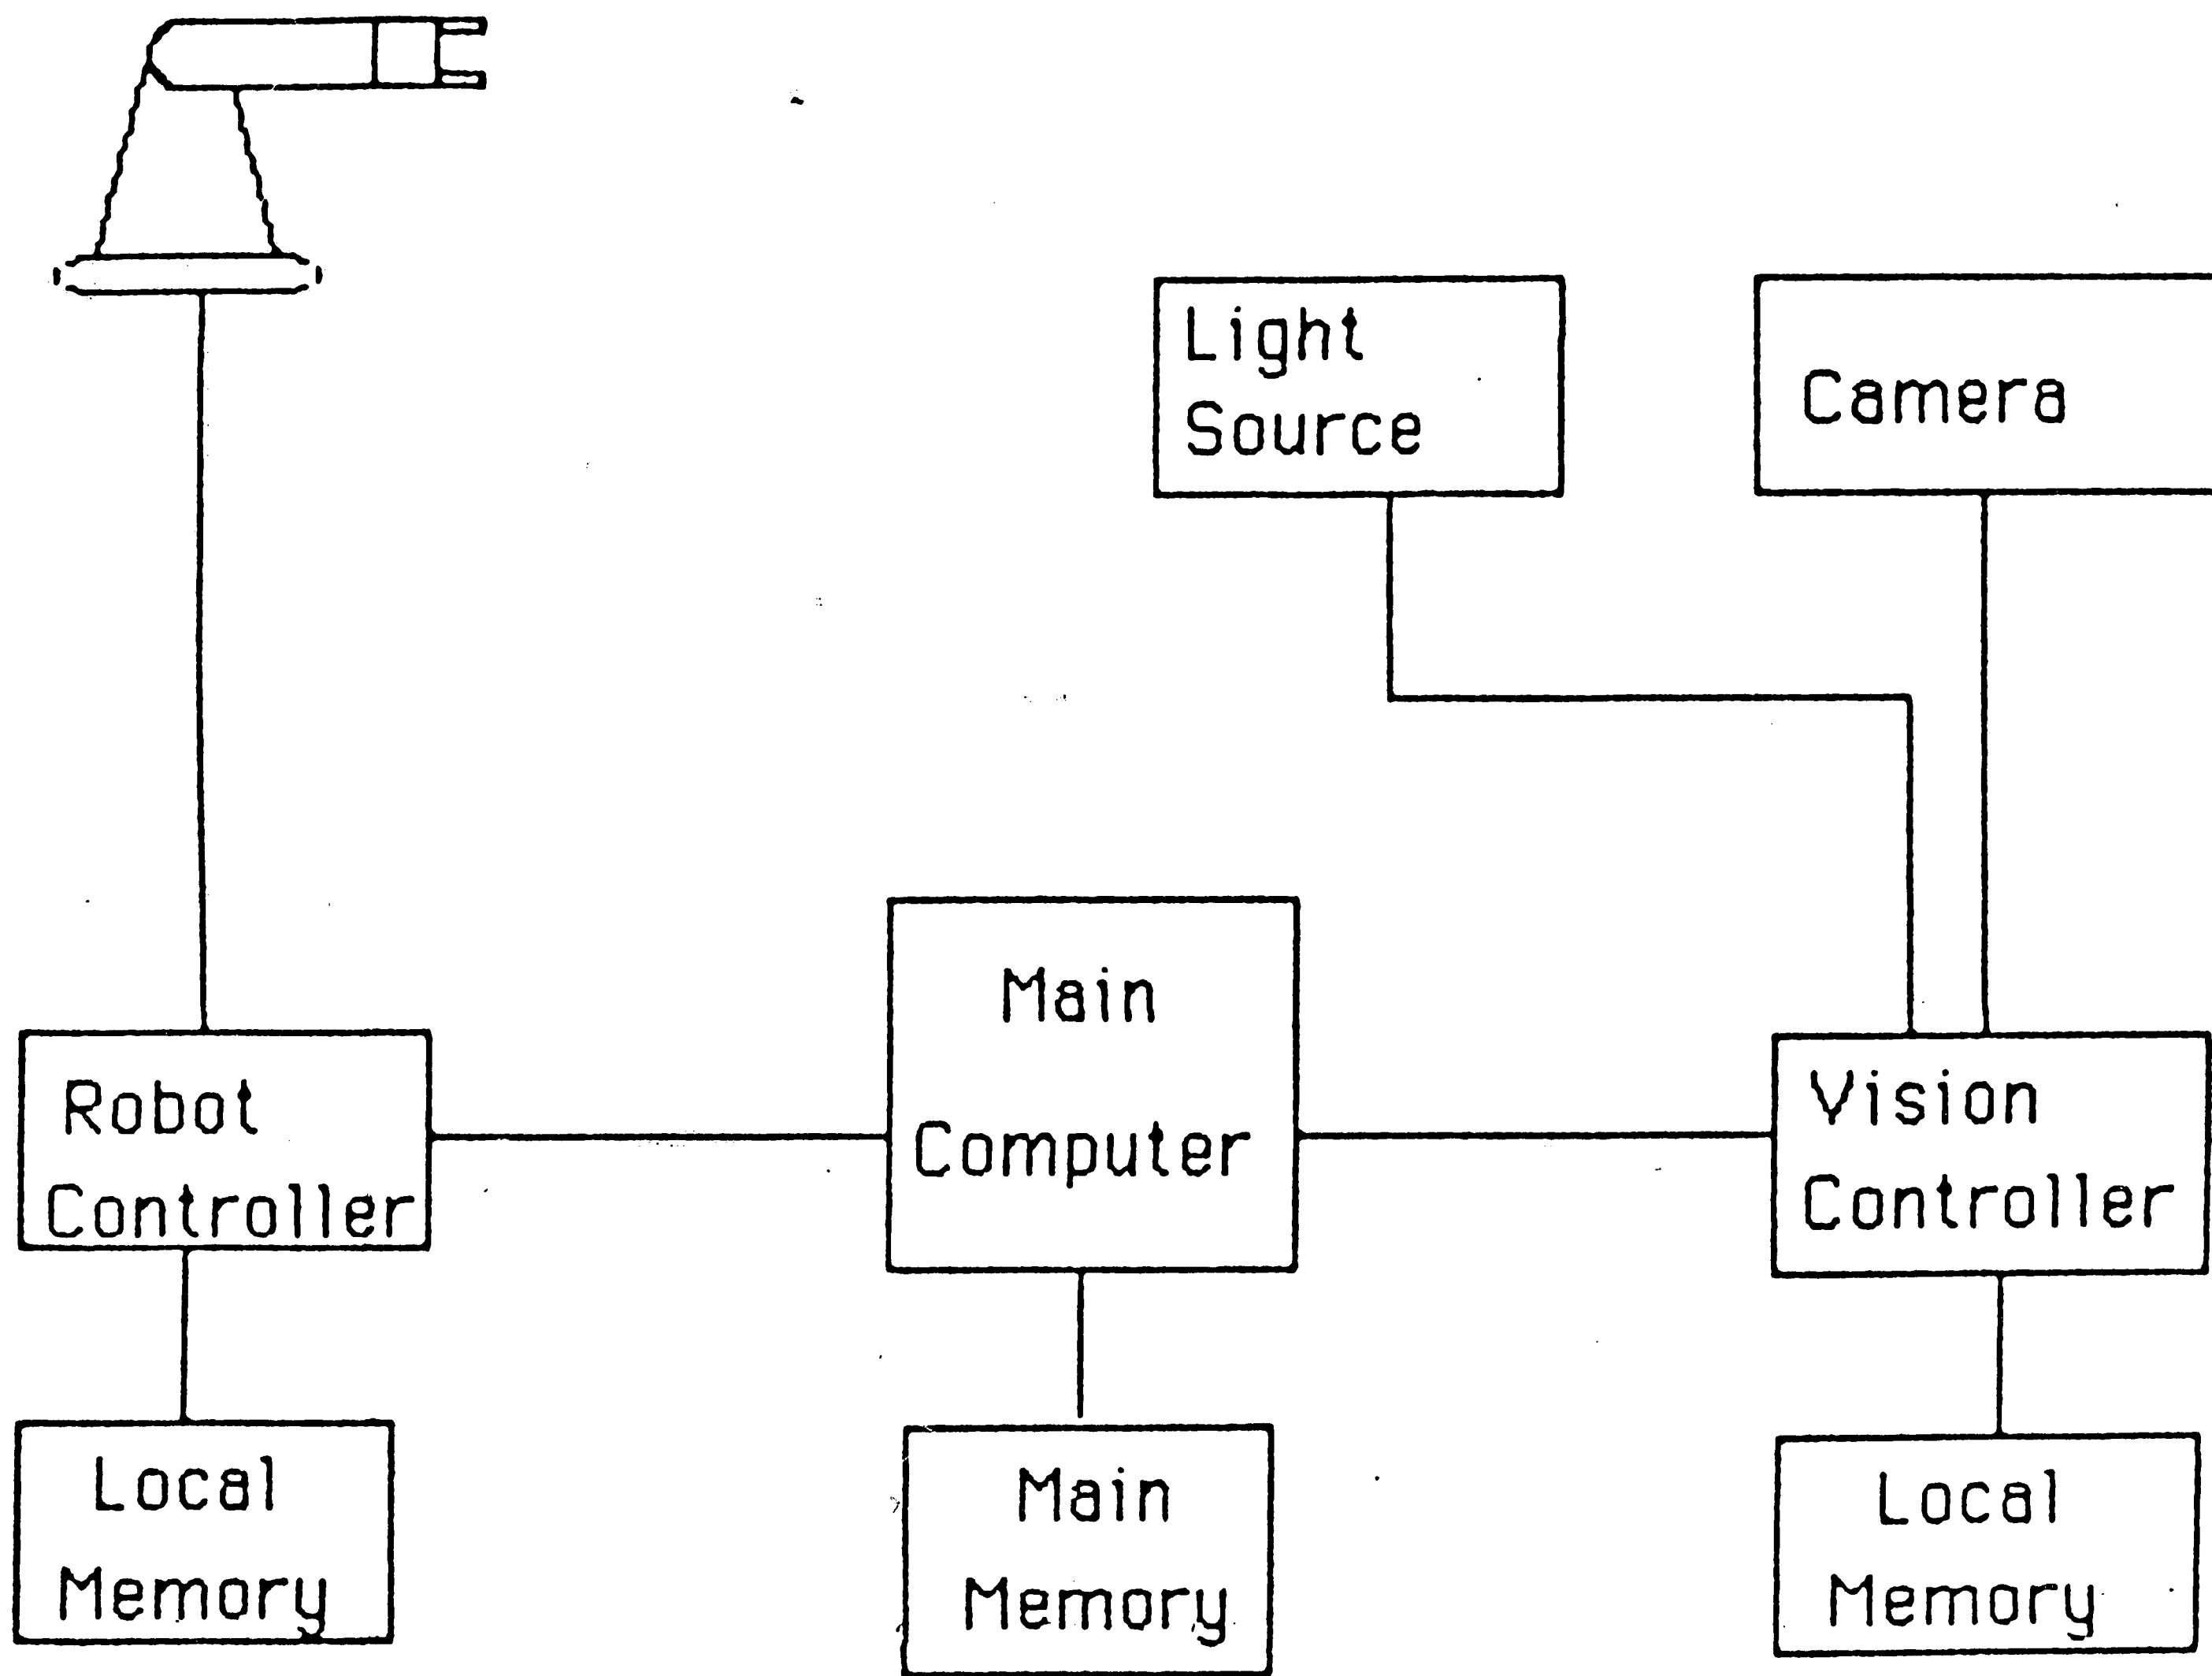 Light
Source
Camera
Main
Computer
Robot
Controller
Vision
Controller
Local
Memory
Main
Memory
Local
Memory